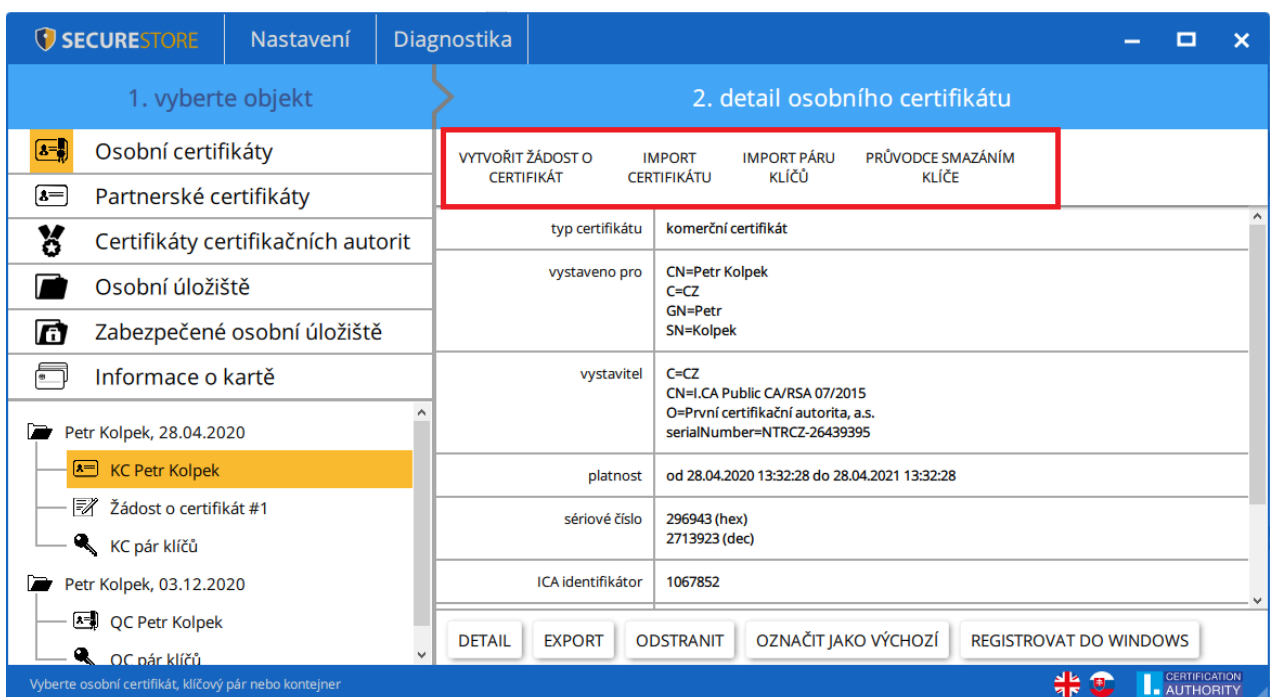 SECURESTORE
Nastavení
Diagnostika
1. vyberte objekt
2. detail osobního certifikátu
Osobní certifikáty
Partnerské certifikáty
Certifikáty certifikačních autorit
Osobní úložiště
Zabezpečené osobní úložiště
Informace o kartě
Petr Kolpek, 28.04.2020
KC Petr Kolpek
Žádost o certifikát #1
KC pár klíčů
Petr Kolpek, 03.12.2020
QC Petr Kolpek
QC pár klíčů
VYTVOŘIT ŽÁDOST O
CERTIFIKÁT
IMPORT
CERTIFIKÁTU
IMPORT PÁRU
KLÍČŮ
PRŮVODCE SMAZÁNÍM
KLÍČE
typ certifikátu
komerční certifikát
vystaveno pro
CN=Petr Kolpek
C=CZ
GN=Petr
SN=Kolpek
vystavitel
C=CZ
CN=I.CA Public CA/RSA 07/2015
O=První certifikační autorita, a.s.
serialNumber=NTRCZ-26439395
platnost
od 28.04.2020 13:32:28 do 28.04.2021 13:32:28
sériové číslo
296943 (hex)
2713923 (dec)
ICA identifikátor
1067852
DETAIL
EXPORT
ODSTRANIT
OZNAČIT JAKO VÝCHOZÍ
REGISTROVAT DO WINDOWS
Vyberte osobní certifikát, klíčový pár nebo kontejner
I.
CERTIFICATION
AUTHORITY